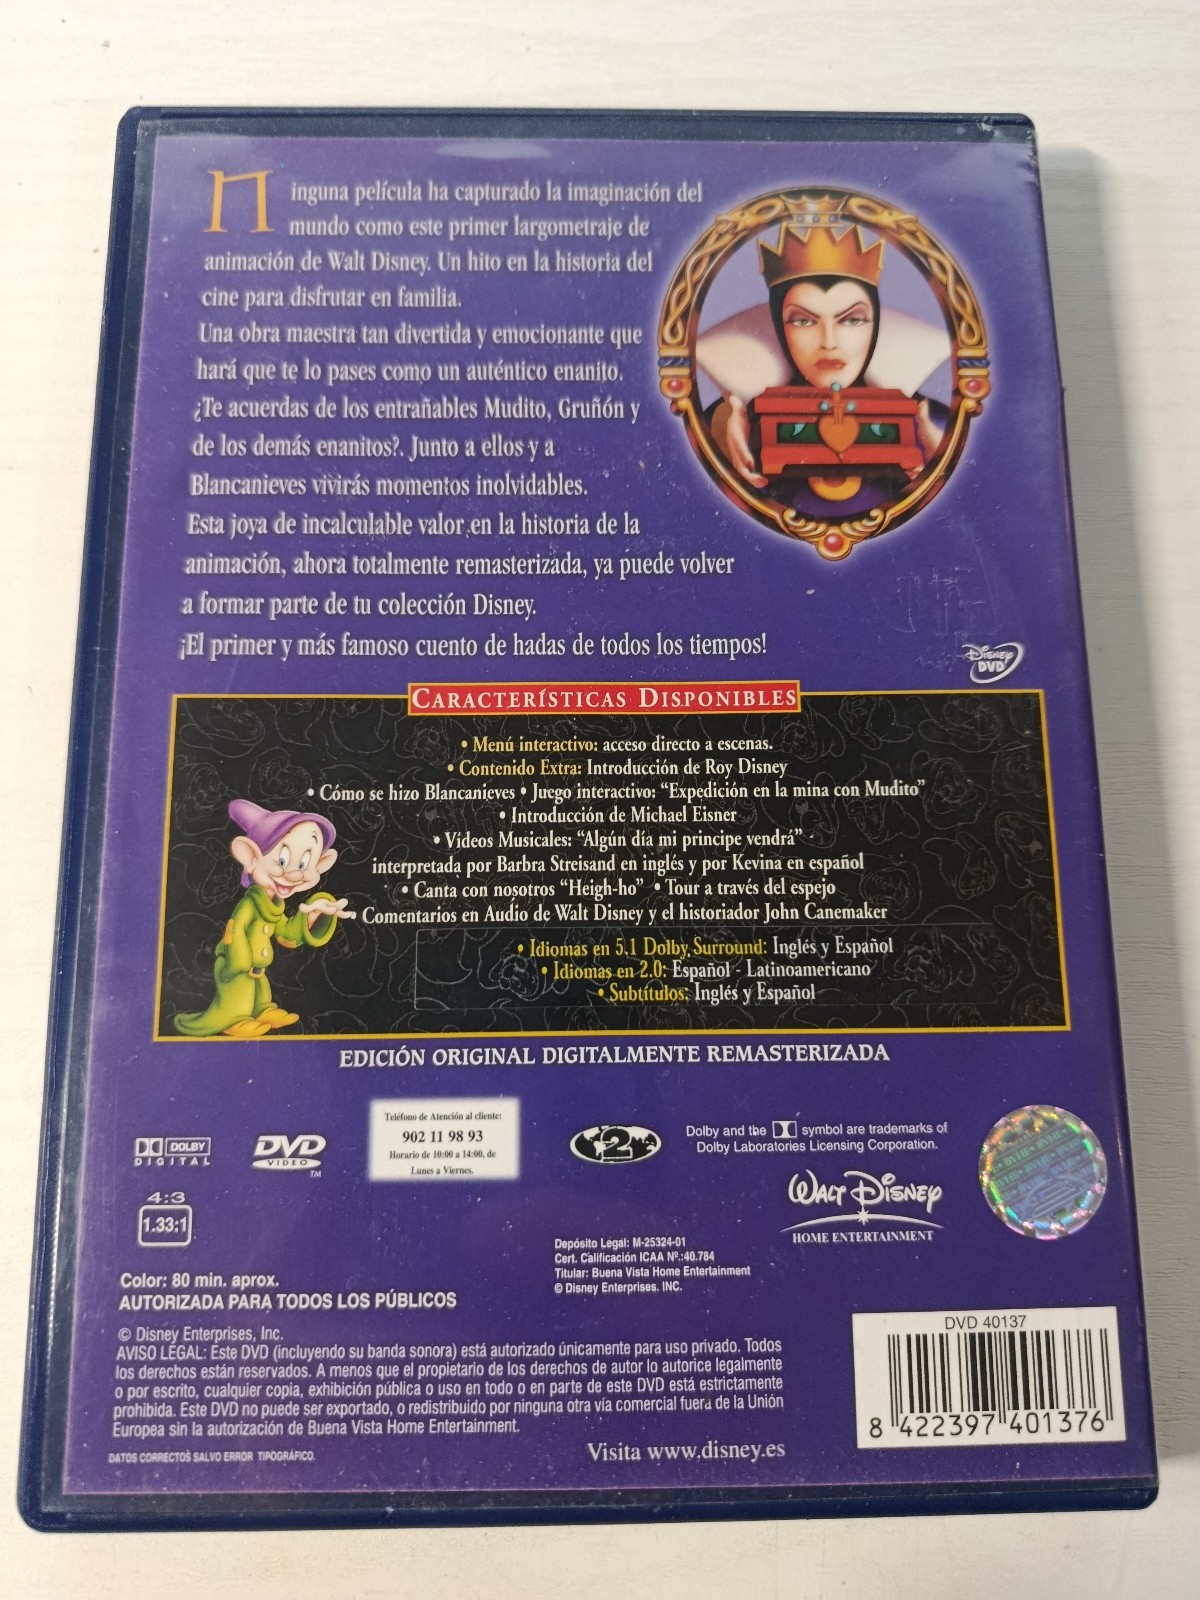 Ninguna película ha capturado la imaginación del
mundo como este primer largometraje de
animación de Walt Disney. Un hito en la historia del
cine para disfrutar en familia.
Una obra maestra tan divertida y emocionante que
hará que te lo pases como un auténtico enanito.
¿Te acuerdas de los entrañables Mudito, Gruñón y
de los demás enanitos?. Junto a ellos y a
Blancanieves vivirás momentos inolvidables.
Esta joya de incalculable valor en la historia de la
animación, ahora totalmente remasterizada, ya puede volver
a formar parte de tu colección Disney.
¡El primer y más famoso cuento de hadas de todos los tiempos!
Disney
DVD
CARACTERÍSTICAS DISPONIBLES
• Menú interactivo: acceso directo a escenas.
• Contenido Extra: Introducción de Roy Disney
• Cómo se hizo Blancanieves • Juego interactivo: “Expedición en la mina con Mudito”
• Introducción de Michael Eisner
• Vídeos Musicales: “Algún día mi principe vendrá” -
interpretada por Barbra Streisand en inglés y por Kevina en español
• Canta con nosotros “Heigh-ho” • Tour a través del espejo
• Comentarios en Audio de Walt Disney y el historiador John Canemaker
• Idiomas en 5.1 Dolby Surround: Inglés y Español
• Idiomas en 2.0: Español - Latinoamericano
• Subtítulos: Inglés y Español
EDICIÓN ORIGINAL DIGITALMENTE REMASTERIZADA
DOLBY
DIGITAL
DVD
VIDEO
TM
Teléfono de Atención al cliente:
902 11 98 93
Horario de 10:00 a 14:00, de
Lunes a Viernes.
2
Dolby and the symbol are trademarks of
Dolby Laboratories Licensing Corporation.
WALT DISNEY
HOME ENTERTAINMENT
4:3
1.33:1
Depósito Legal: M-25324-01
Cert. Calificación ICAA Nº.:40.784
Titular: Buena Vista Home Entertainment
© Disney Enterprises. INC.
Color: 80 min. aprox.
AUTORIZADA PARA TODOS LOS PÚBLICOS
© Disney Enterprises, Inc.
AVISO LEGAL: Este DVD (incluyendo su banda sonora) está autorizado únicamente para uso privado. Todos
los derechos están reservados. A menos que el propietario de los derechos de autor lo autorice legalmente
o por escrito, cualquier copia, exhibición pública o uso en todo o en parte de este DVD está estrictamente
prohibida. Este DVD no puede ser exportado, o redistribuido por ninguna otra vía comercial fuera de la Unión
Europea sin la autorización de Buena Vista Home Entertainment.
DATOS CORRECTOS SALVO ERROR TIPOGRÁFICO.
Visita www.disney.es
DVD 40137
8 422397 401376